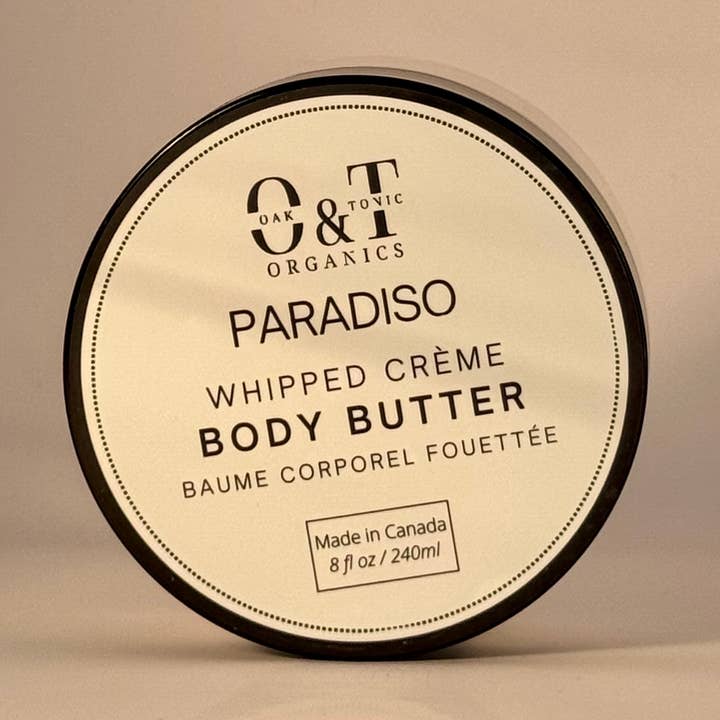 O&T
OAK TONIC
ORGANICS
PARADISO
WHIPPED CRÈME
BODY BUTTER
BAUME CORPOREL FOUETTÉE
Made in Canada
8 fl oz / 240ml